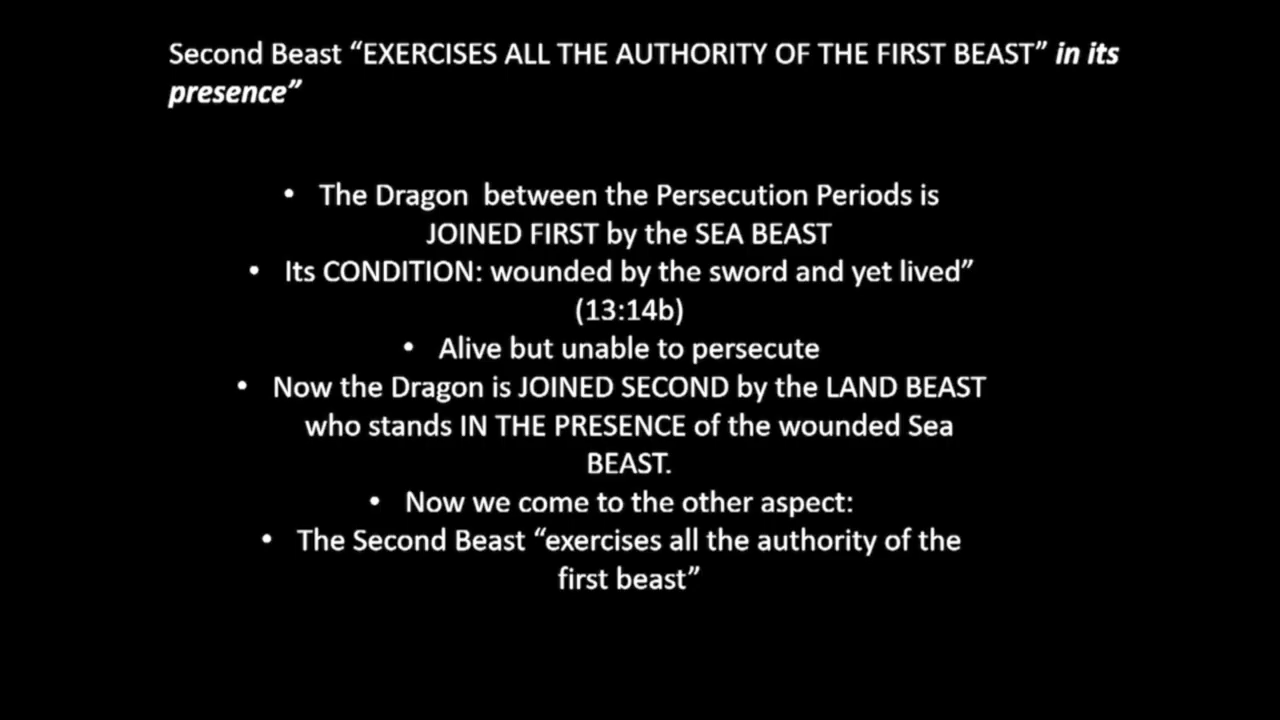 Second Beast “EXERCISES ALL THE AUTHORITY OF THE FIRST BEAST” in its
presence”
• The Dragon between the Persecution Periods is
JOINED FIRST by the SEA BEAST
• Its CONDITION: wounded by the sword and yet lived”
(13:14b)
• Alive but unable to persecute
• Now the Dragon is JOINED SECOND by the LAND BEAST
who stands IN THE PRESENCE of the wounded Sea
BEAST.
• Now we come to the other aspect:
• The Second Beast “exercises all the authority of the
first beast”